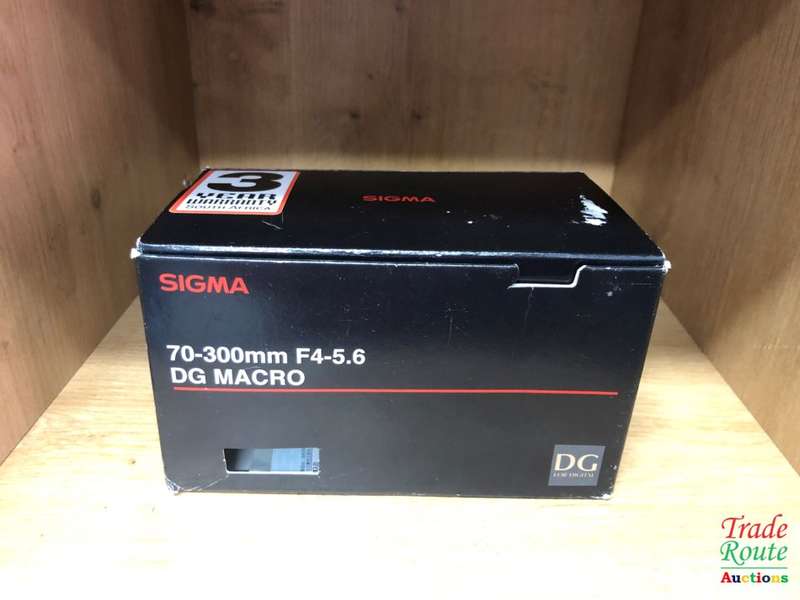 3
YEAR
WARRANTY
SOUTH AFRICA
SIGMA
SIGMA
70-300mm F4-5.6
DG MACRO
DG
FOR DIGITAL
Trade
Route
Auctions